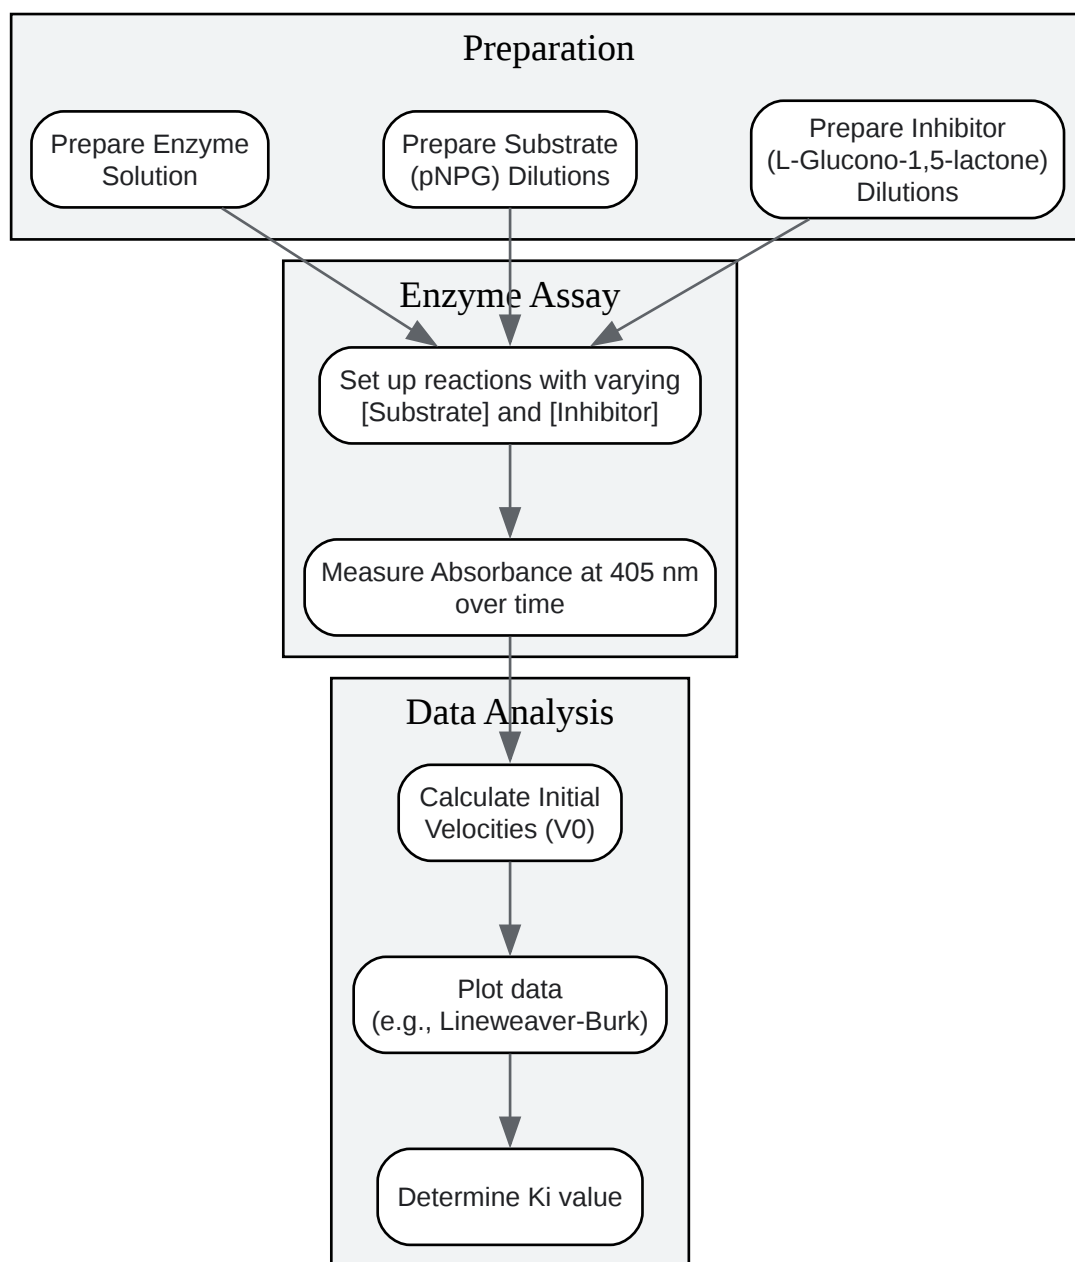 Preparation
Prepare Enzyme
Solution
Prepare Substrate
(pNPG) Dilutions
Prepare Inhibitor
(L-Glucono-1,5-lactone)
Dilutions
Enzyme Assay
Set up reactions with varying
[Substrate] and [Inhibitor]
Measure Absorbance at 405 nm
over time
Data Analysis
Calculate Initial
Velocities (V0)
Plot data
(e.g., Lineweaver-Burk)
Determine Ki value